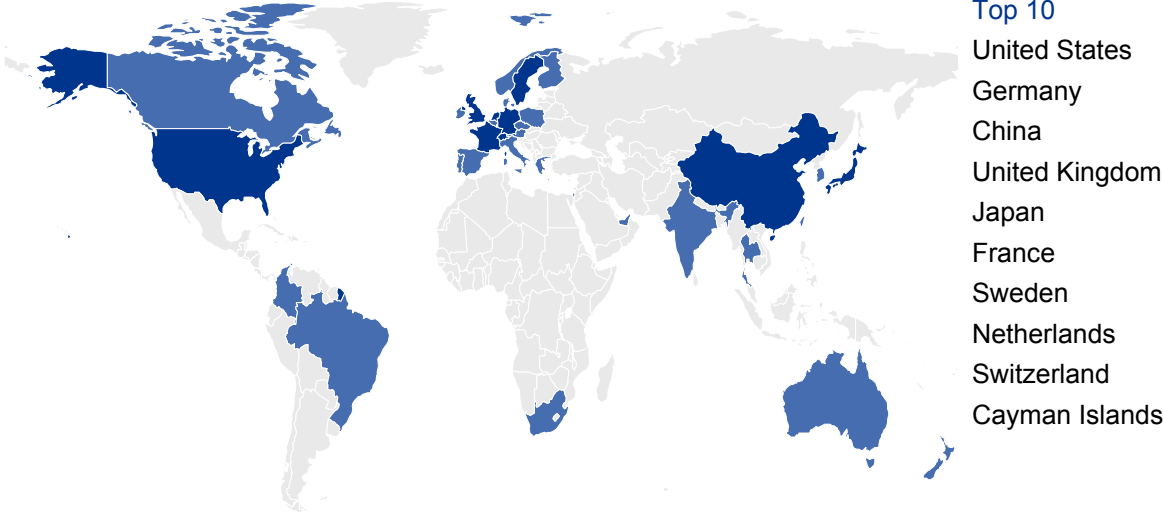 Top 10
United States
Germany
China
United Kingdom
Japan
France
Sweden
Netherlands
Switzerland
Cayman Islands